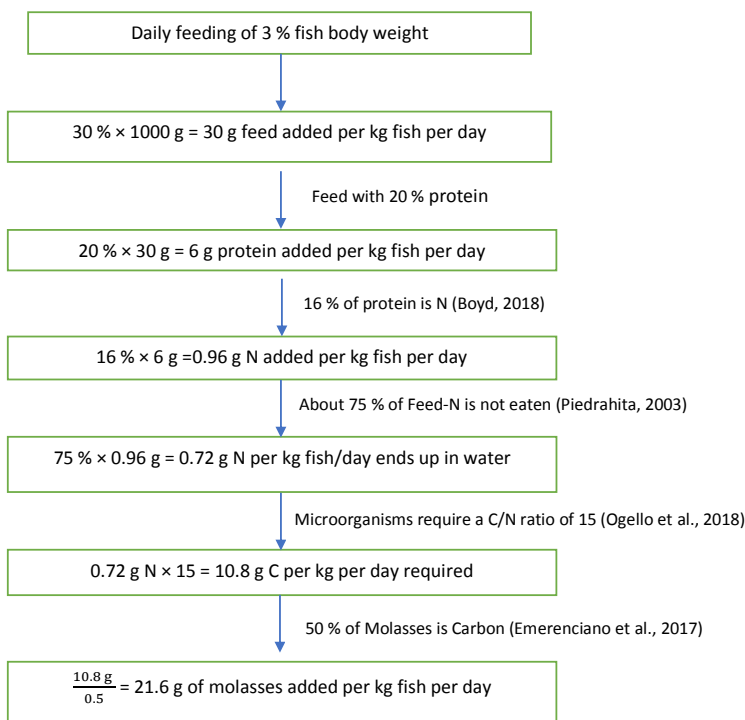 Daily feeding of 3 % fish body weight
30 % × 1000 g = 30 g feed added per kg fish per day
Feed with 20 % protein
20 % × 30 g = 6 g protein added per kg fish per day
16 % of protein is N (Boyd, 2018)
16 % × 6 g =0.96 g N added per kg fish per day
About 75 % of Feed-N is not eaten (Piedrahita, 2003)
75 % × 0.96 g = 0.72 g N per kg fish/day ends up in water
Microorganisms require a C/N ratio of 15 (Ogello et al., 2018)
0.72 g N × 15 = 10.8 g C per kg per day required
50 % of Molasses is Carbon (Emerenciano et al., 2017)
10.8 g
0.5
= 21.6 g of molasses added per kg fish per day